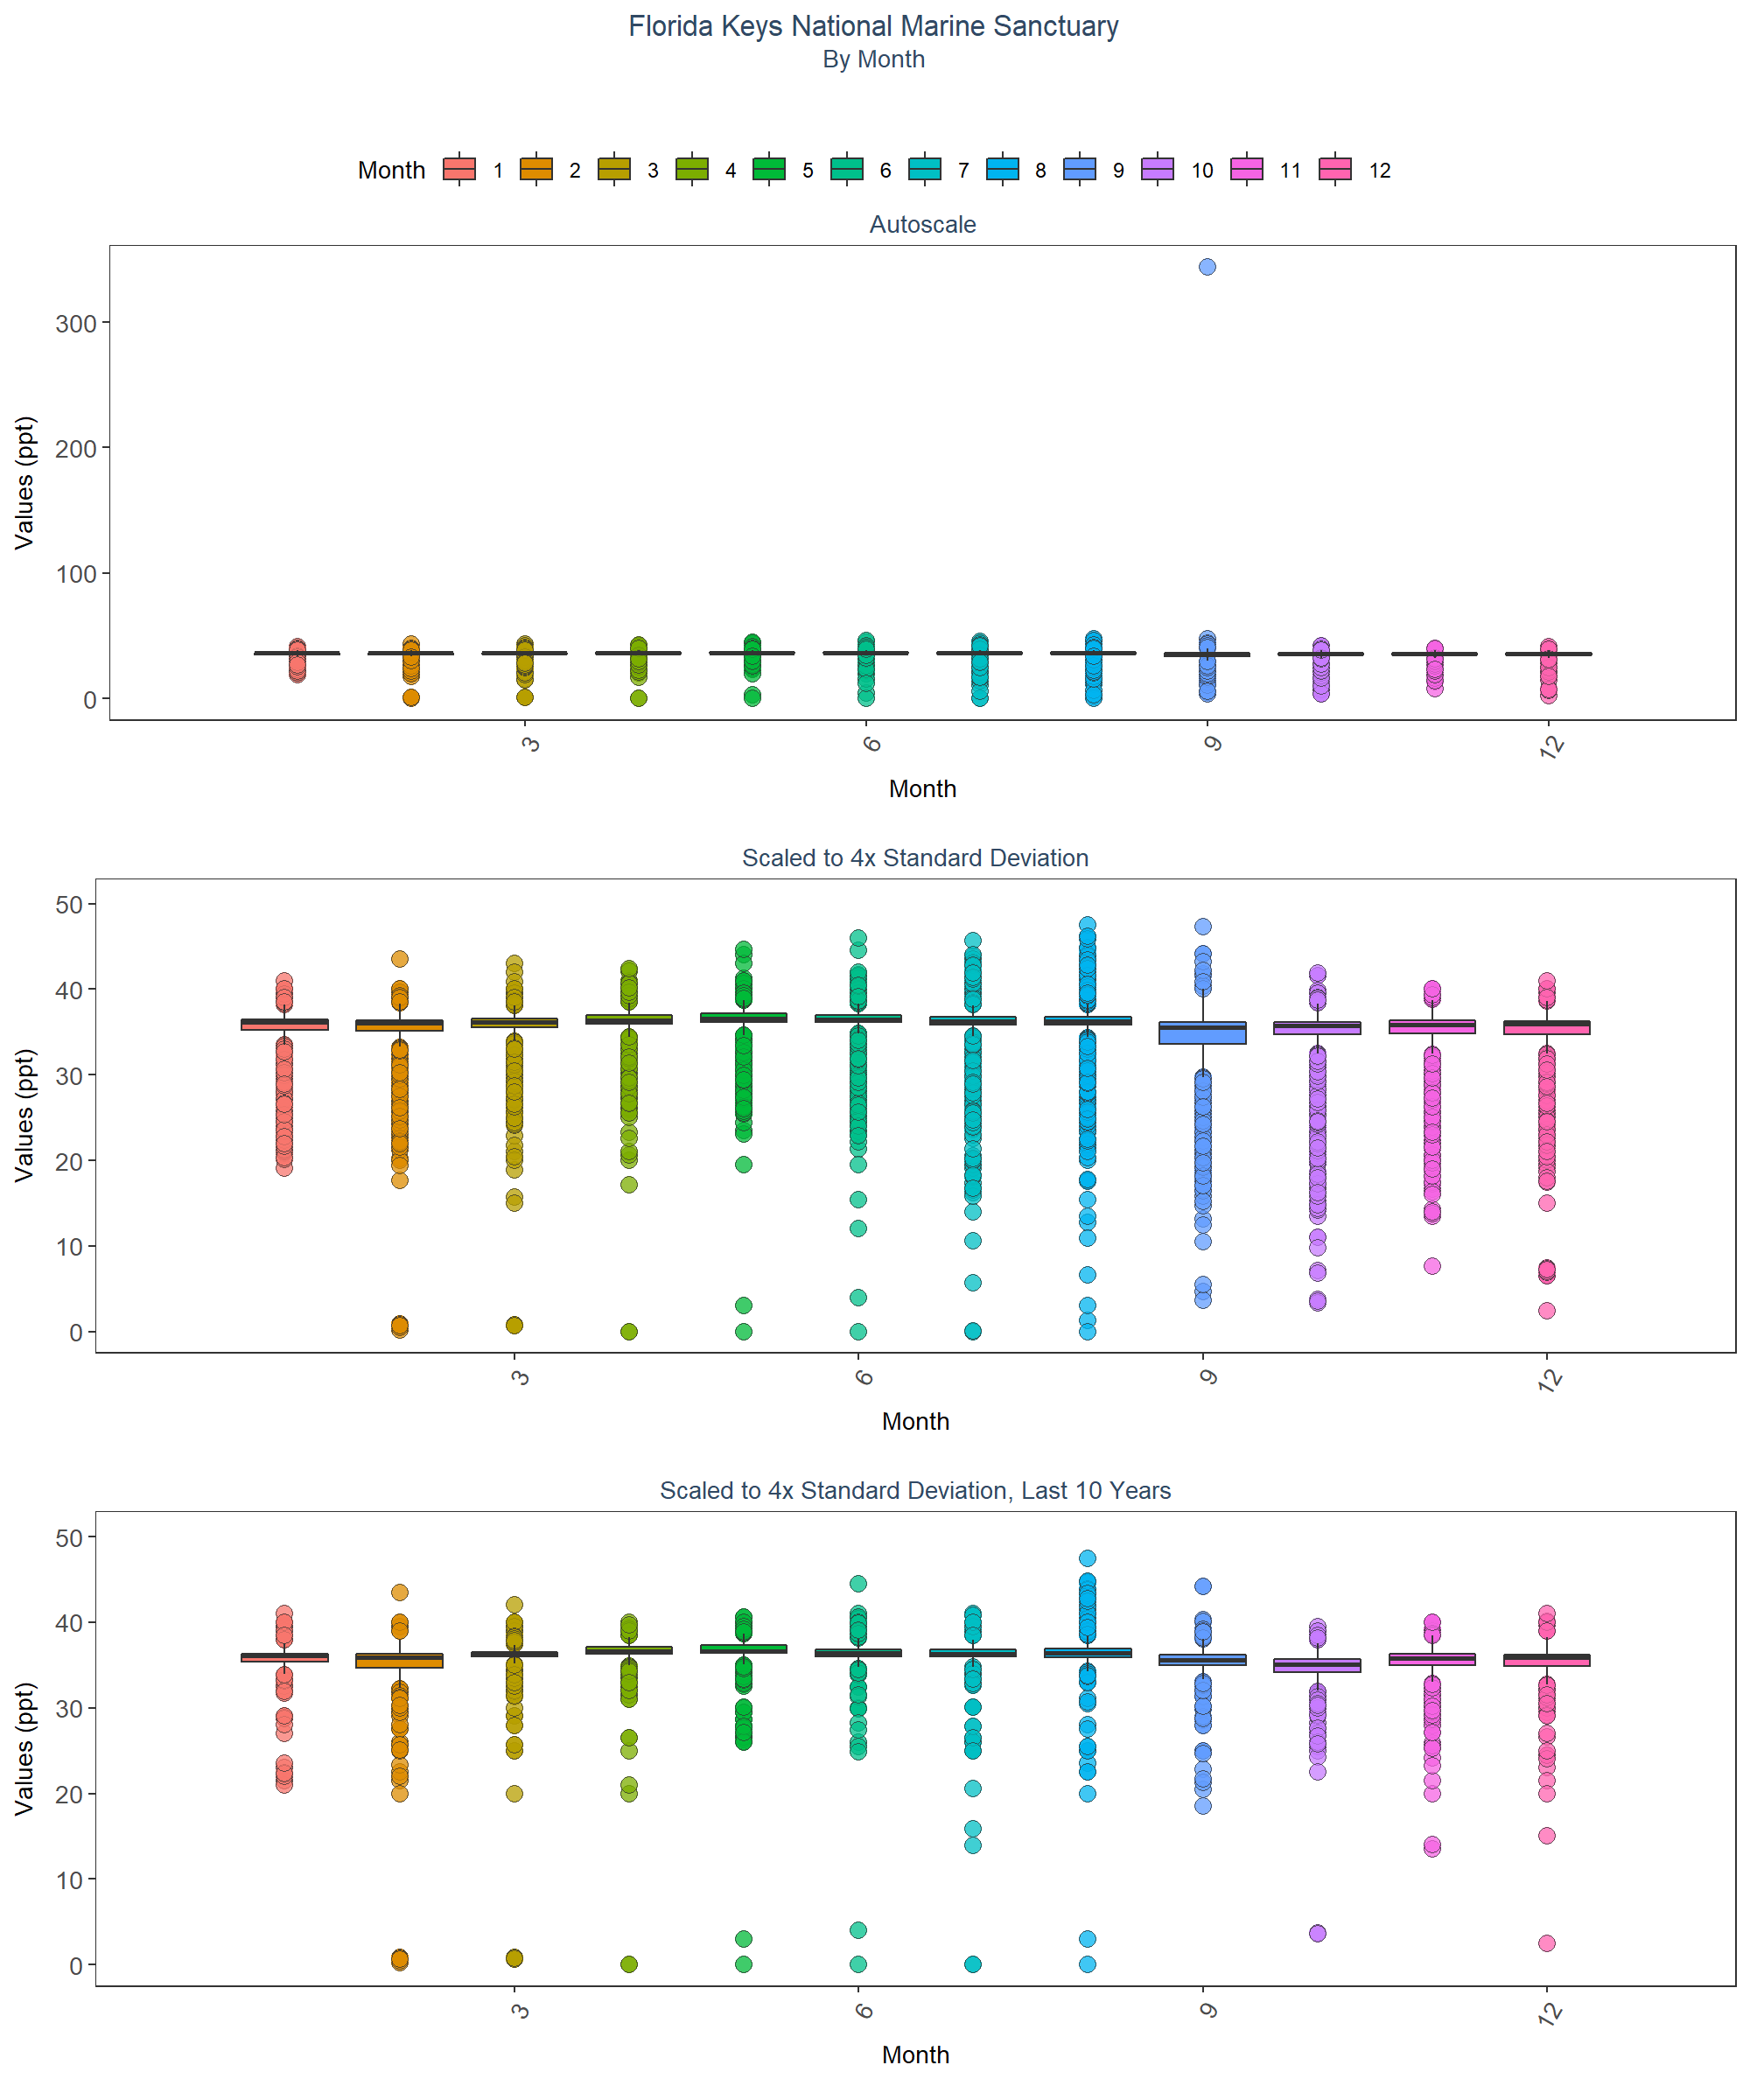 Florida Keys National Marine Sanctuary
By Month
Month 1 2 3 4 5 6 7 8 9 10 11 12
Autoscale
Values (ppt)
300
200
100
0
3 6 9 12
Month
Scaled to 4x Standard Deviation
Values (ppt)
50
40
30
20
10
0
3 6 9 12
Month
Scaled to 4x Standard Deviation, Last 10 Years
Values (ppt)
50
40
30
20
10
0
3 6 9 12
Month